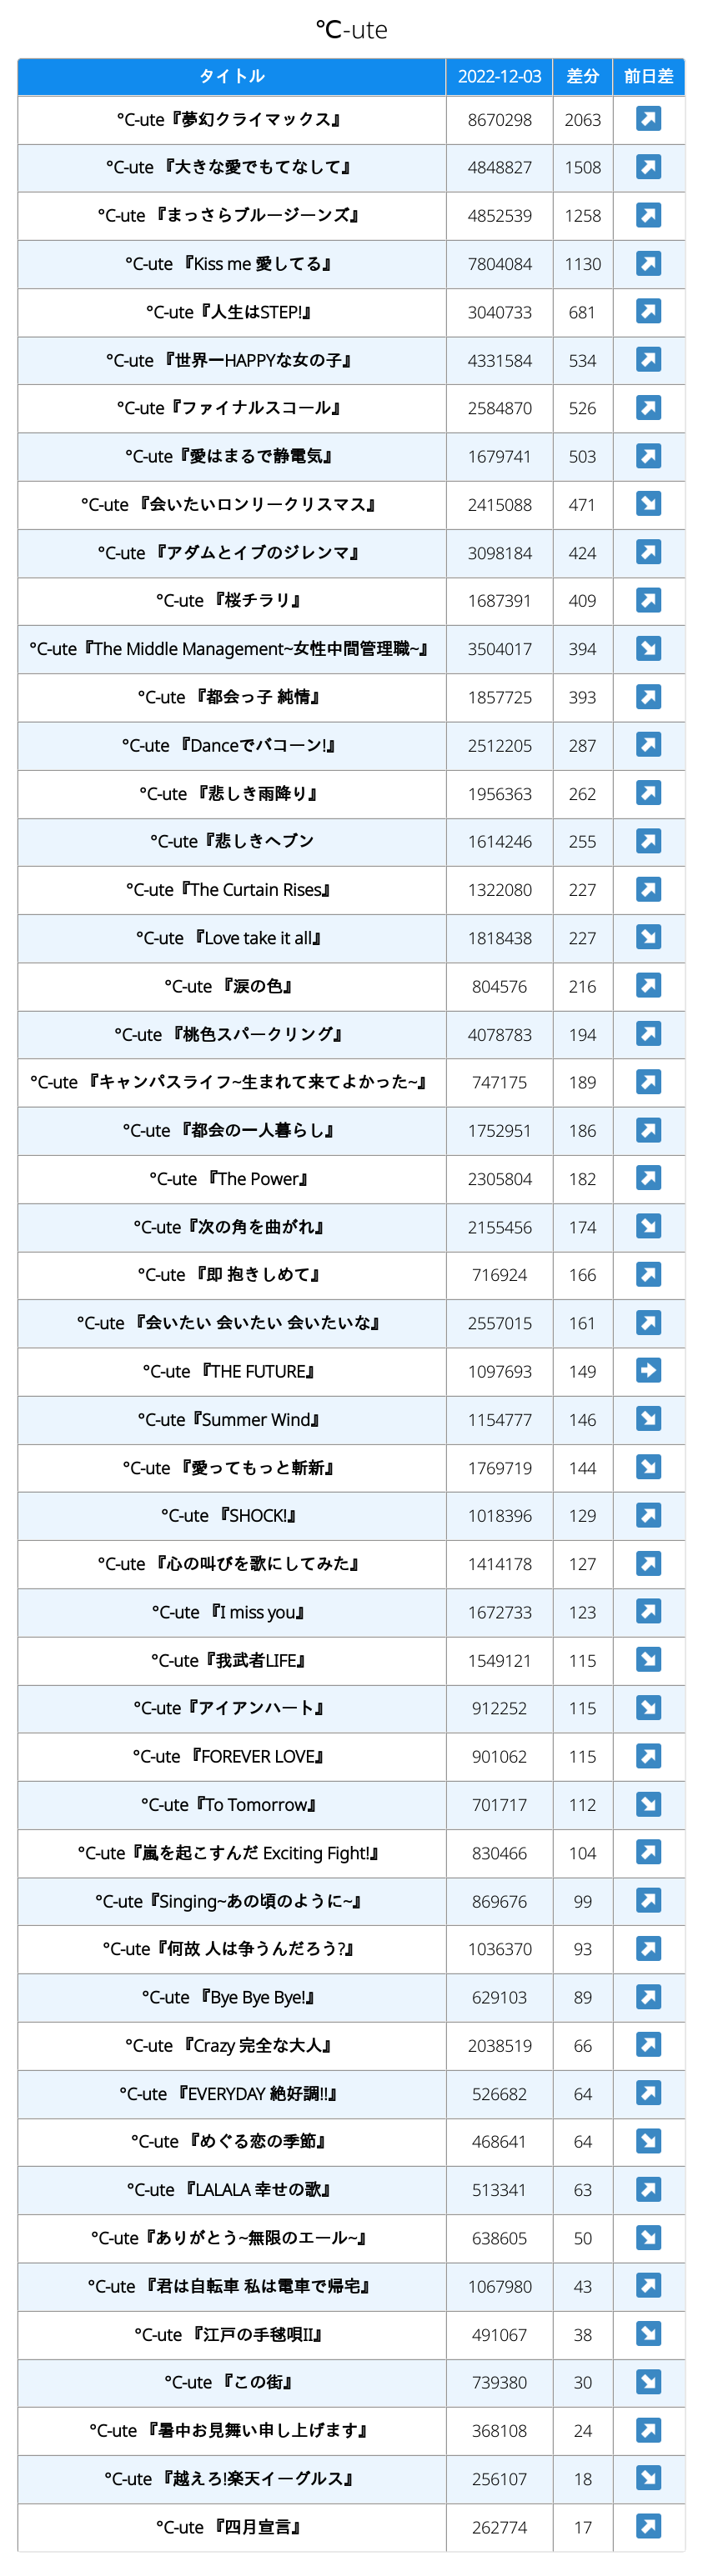 ℃-ute
タイトル 2022-12-03 差分 前日差
°C-ute『夢幻クライマックス』 8670298 2063 ↗
°C-ute 『大きな愛でもてなして』 4848827 1508 ↗
°C-ute 『まっさらブルージーンズ』 4852539 1258 ↗
°C-ute 『Kiss me 愛してる』 7804084 1130 ↗
°C-ute『人生はSTEP!』 3040733 681 ↗
°C-ute 『世界一HAPPYな女の子』 4331584 534 ↗
°C-ute『ファイナルスコール』 2584870 526 ↗
°C-ute『愛はまるで静電気』 1679741 503 ↗
°C-ute 『会いたいロンリークリスマス』 2415088 471 ↘
°C-ute 『アダムとイブのジレンマ』 3098184 424 ↗
°C-ute 『桜チラリ』 1687391 409 ↗
°C-ute『The Middle Management~女性中間管理職~』 3504017 394 ↘
°C-ute 『都会っ子 純情』 1857725 393 ↗
°C-ute 『Danceでバコーン!』 2512205 287 ↗
°C-ute 『悲しき雨降り』 1956363 262 ↗
°C-ute『悲しきヘブン 1614246 255 ↗
°C-ute『The Curtain Rises』 1322080 227 ↗
°C-ute 『Love take it all』 1818438 227 ↘
°C-ute 『涙の色』 804576 216 ↗
°C-ute 『桃色スパークリング』 4078783 194 ↗
°C-ute 『キャンパスライフ~生まれて来てよかった~』 747175 189 ↗
°C-ute 『都会の一人暮らし』 1752951 186 ↗
°C-ute 『The Power』 2305804 182 ↗
°C-ute『次の角を曲がれ』 2155456 174 ↘
°C-ute 『即 抱きしめて』 716924 166 ↗
°C-ute 『会いたい 会いたい 会いたいな』 2557015 161 ↗
°C-ute 『THE FUTURE』 1097693 149 ➡
°C-ute『Summer Wind』 1154777 146 ↘
°C-ute 『愛ってもっと斬新』 1769719 144 ↘
°C-ute 『SHOCK!』 1018396 129 ↗
°C-ute 『心の叫びを歌にしてみた』 1414178 127 ↗
°C-ute 『I miss you』 1672733 123 ↗
°C-ute『我武者LIFE』 1549121 115 ↘
°C-ute『アイアンハート』 912252 115 ↘
°C-ute 『FOREVER LOVE』 901062 115 ↗
°C-ute『To Tomorrow』 701717 112 ↘
°C-ute『嵐を起こすんだ Exciting Fight!』 830466 104 ↗
°C-ute『Singing~あの頃のように~』 869676 99 ↗
°C-ute『何故 人は争うんだろう?』 1036370 93 ↗
°C-ute 『Bye Bye Bye!』 629103 89 ↗
°C-ute 『Crazy 完全な大人』 2038519 66 ↗
°C-ute 『EVERYDAY 絶好調!!』 526682 64 ↗
°C-ute 『めぐる恋の季節』 468641 64 ↘
°C-ute 『LALALA 幸せの歌』 513341 63 ↗
°C-ute『ありがとう~無限のエール~』 638605 50 ↘
°C-ute 『君は自転車 私は電車で帰宅』 1067980 43 ↗
°C-ute 『江戸の手毬唄II』 491067 38 ↘
°C-ute 『この街』 739380 30 ↘
°C-ute 『暑中お見舞い申し上げます』 368108 24 ↗
°C-ute 『越えろ!楽天イーグルス』 256107 18 ↘
°C-ute 『四月宣言』 262774 17 ↗